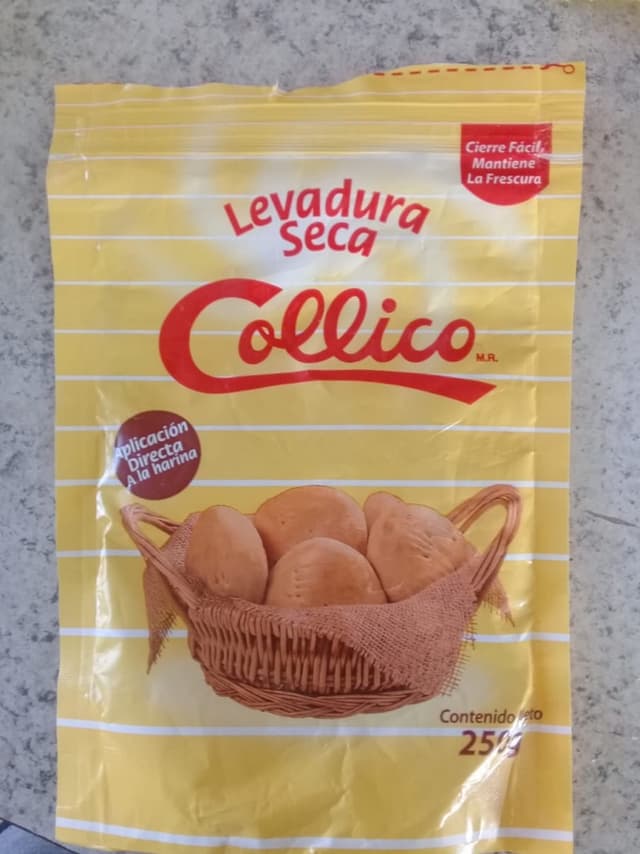 Cierre Fácil,
Mantiene
La Frescura
Levadura
Seca
Collico
M.R.
Aplicación
Directa
A la harina
Contenido
250g